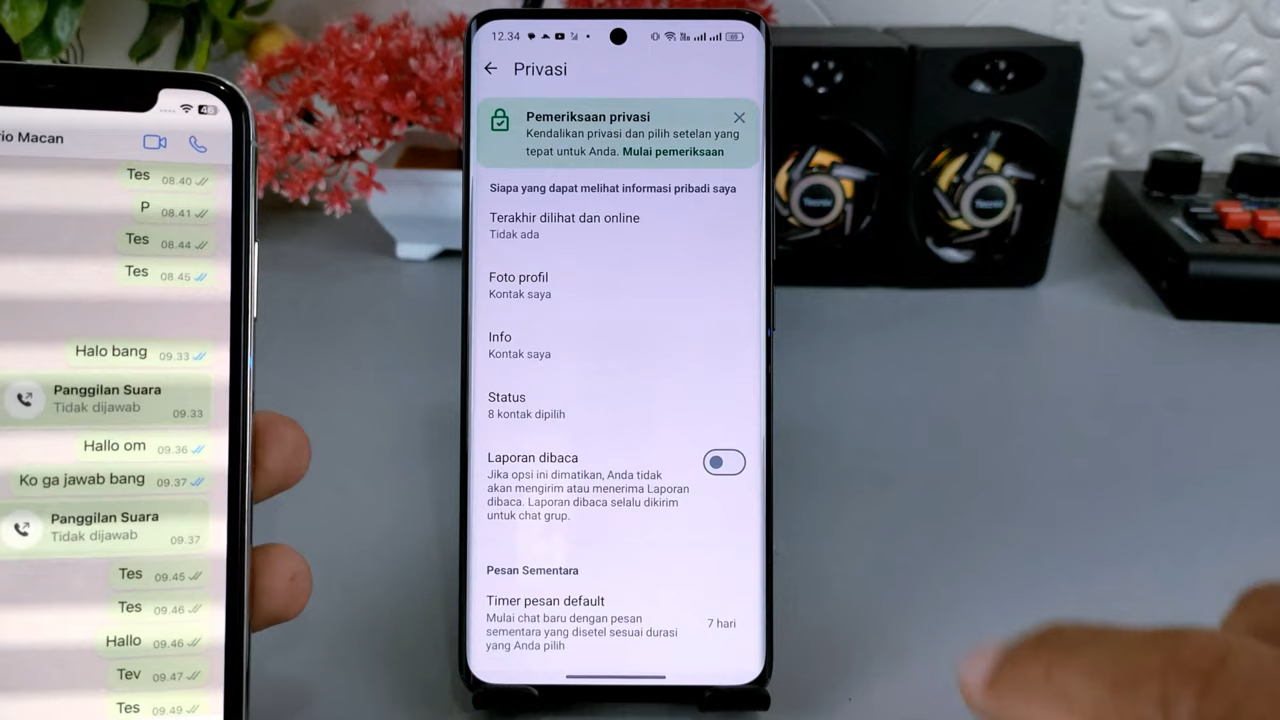 48
io Macan
Tes 08.40
P 08.41
Tes 08.44
Tes 08.45
Halo bang 09.33
Panggilan Suara
Tidak dijawab
09.33
Hallo om 09.36
Ko ga jawab bang 09.37
Panggilan Suara
Tidak dijawab
09.37
Tes 09.45
Tes 09.46
Hallo 09.46
Tev 09.47
Tes 09.49
12.34
69
Privasi
Pemeriksaan privasi
Kendalikan privasi dan pilih setelan yang
tepat untuk Anda. Mulai pemeriksaan
Siapa yang dapat melihat informasi pribadi saya
Terakhir dilihat dan online
Tidak ada
Foto profil
Kontak saya
Info
Kontak saya
Status
8 kontak dipilih
Laporan dibaca
Jika opsi ini dimatikan, Anda tidak
akan mengirim atau menerima Laporan
dibaca. Laporan dibaca selalu dikirim
untuk chat grup.
Pesan Sementara
Timer pesan default
Mulai chat baru dengan pesan
sementara yang disetel sesuai durasi
yang Anda pilih
7 hari